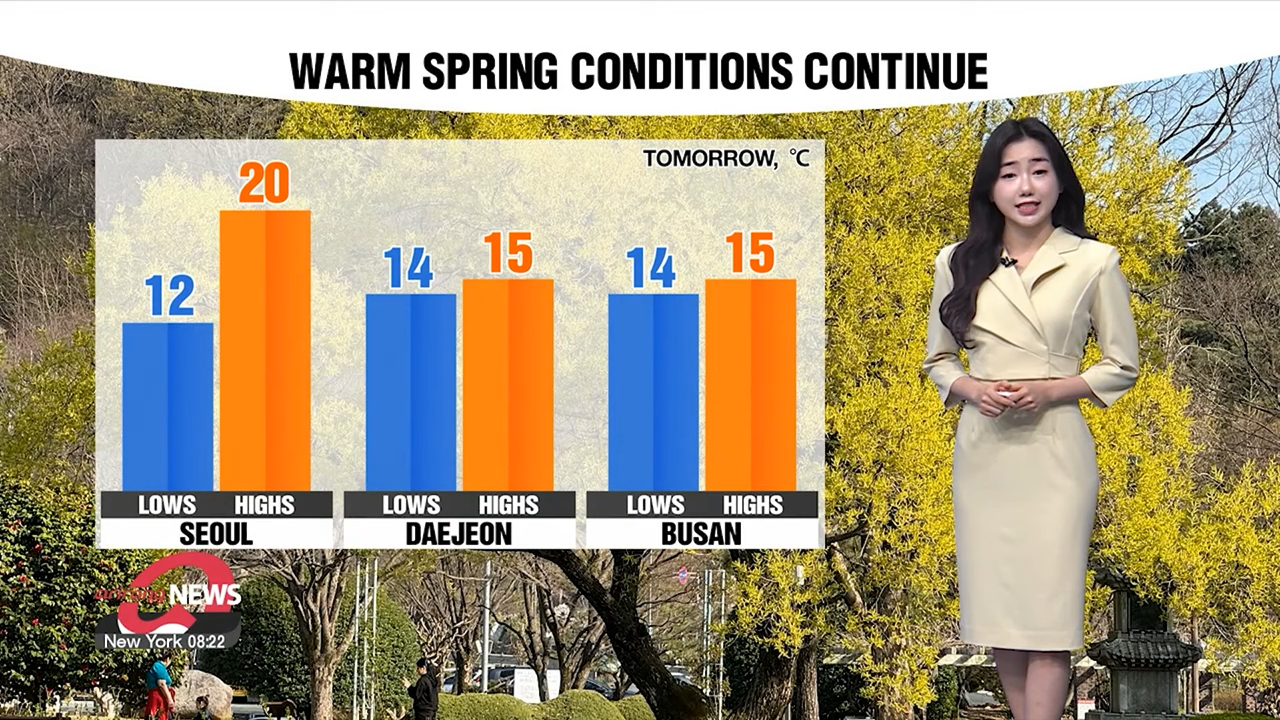 WARM SPRING CONDITIONS CONTINUE
TOMORROW, °C
20
12
14
15
14
15
LOWS HIGHS
LOWS HIGHS
LOWS HIGHS
SEOUL
DAEJEON
BUSAN
NEWS
New York 08:22